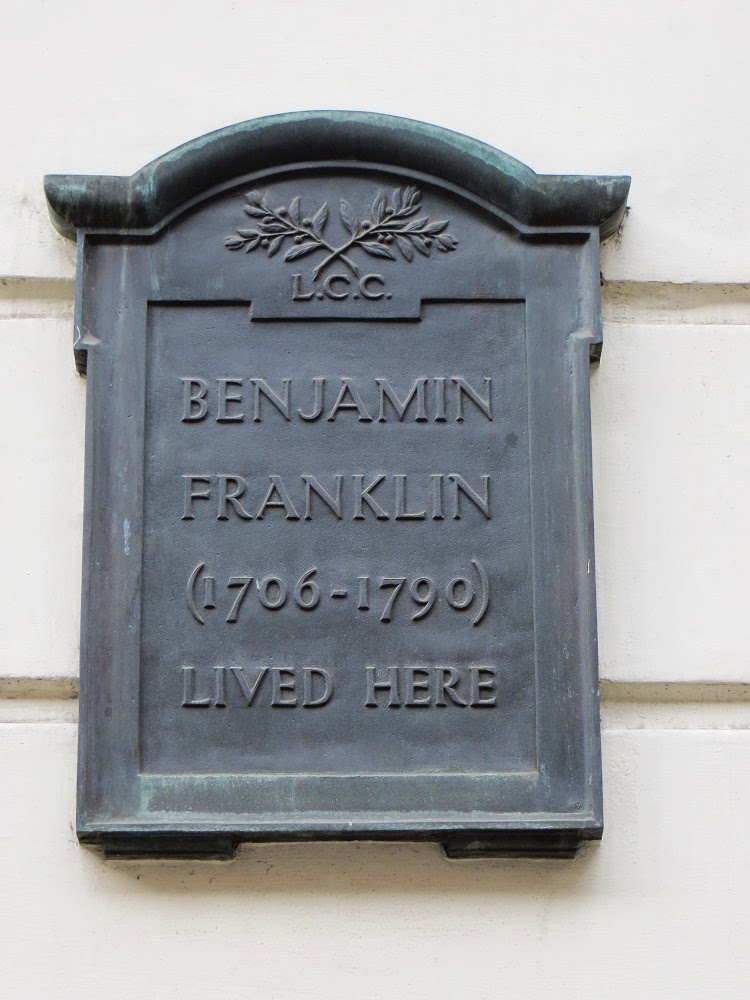 L.C.C.
BENJAMIN
FRANKLIN
(1706-1790)
LIVED HERE